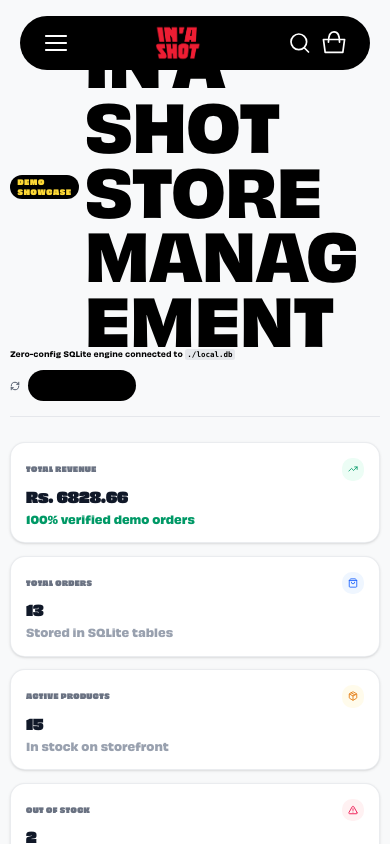 IN'A
SHOT
IN'A
SHOT
STORE
MANAG
EMENT
DEMO
SHOWCASE
Zero-config SQLite engine connected to ./local.db
TOTAL REVENUE
Rs. 6828.66
100% verified demo orders
TOTAL ORDERS
13
Stored in SQLite tables
ACTIVE PRODUCTS
15
In stock on storefront
OUT OF STOCK
2